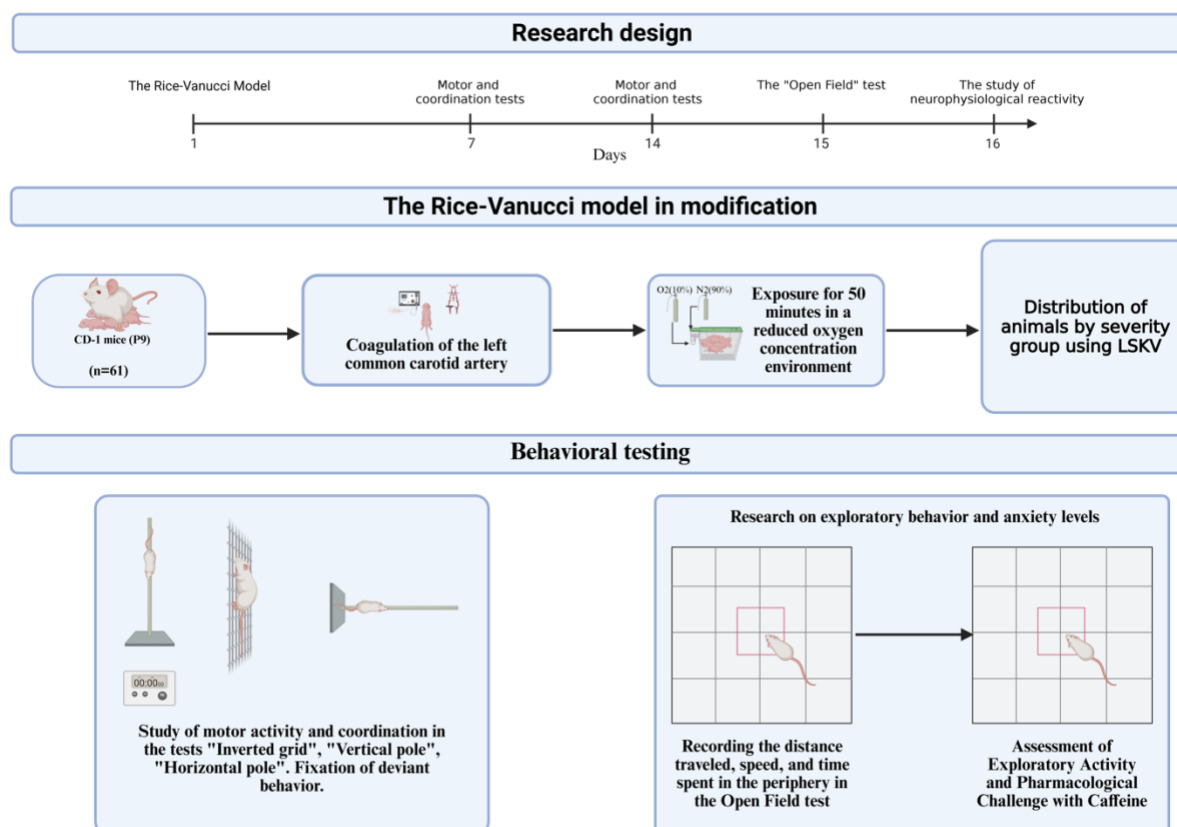 Research design
The Rice-Vanucci Model
Motor and
coordination tests
Motor and
coordination tests
The "Open Field" test
The study of
neurophysiological reactivity
1
7
14
15
16
Days
The Rice-Vanucci model in modification
CD-1 mice (P9)
(n=61)
Coagulation of the left
common carotid artery
O2(10%) N2(90%)
Exposure for 50
minutes in a
reduced oxygen
concentration
environment
Distribution of
animals by severity
group using LSKV
Behavioral testing
00:0000
Study of motor activity and coordination in
the tests "Inverted grid", "Vertical pole",
"Horizontal pole". Fixation of deviant
behavior.
Research on exploratory behavior and anxiety levels
Recording the distance
traveled, speed, and time
spent in the periphery in
the Open Field test
Assessment of
Exploratory Activity
and Pharmacological
Challenge with Caffeine